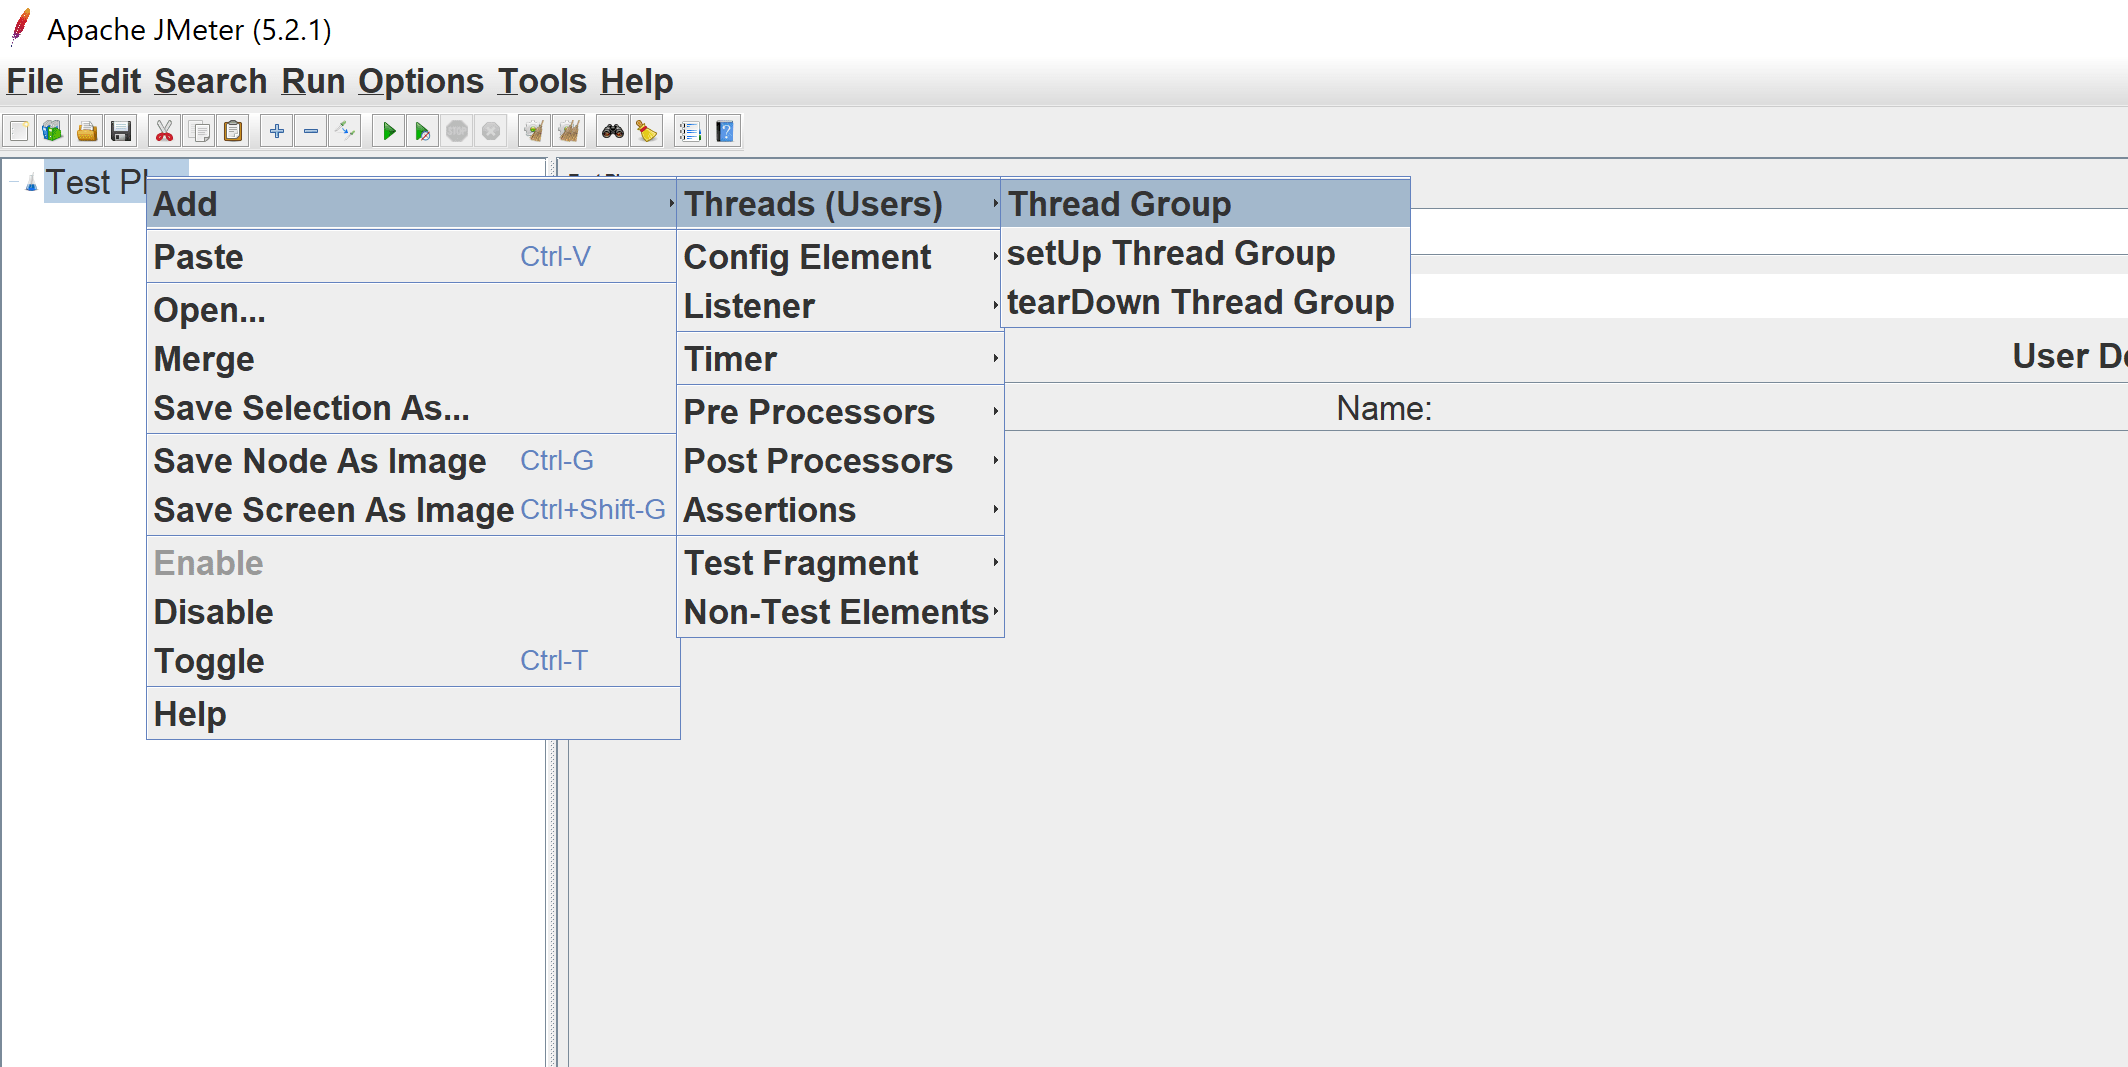 Apache JMeter (5.2.1)
File Edit Search Run Options Tools Help
STOP
Test
Add
Paste Ctrl-V
Open...
Merge
Save Selection As...
Save Node As Image Ctrl-G
Save Screen As Image Ctrl+Shift-G
Enable
Disable
Toggle Ctrl-T
Help
Threads (Users)
Config Element
Listener
Timer
Pre Processors
Post Processors
Assertions
Test Fragment
Non-Test Elements
Thread Group
setUp Thread Group
tearDown Thread Group
User
Name: